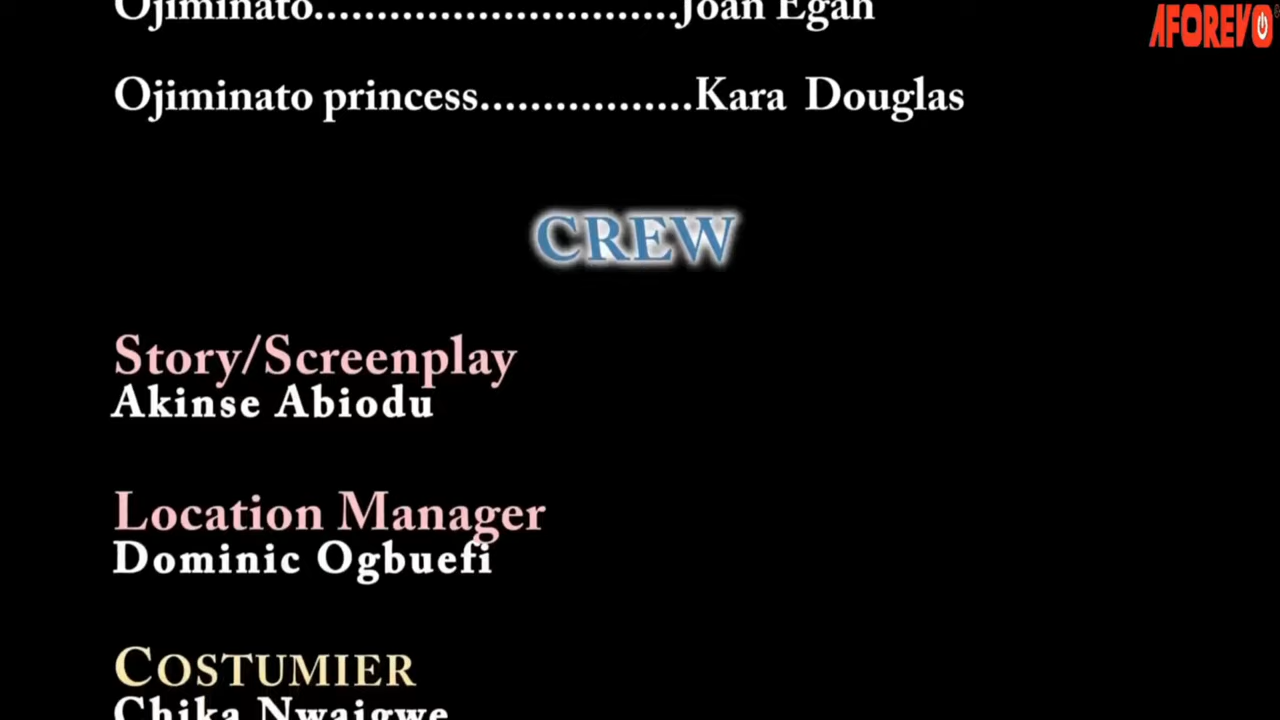 Ojiminato.............................Joan Egan
AFOREVO
Ojiminato princess.................Kara Douglas
CREW
Story/Screenplay
Akinse Abiodu
Location Manager
Dominic Ogbuefi
COSTUMIER
Chika Nwaigwe